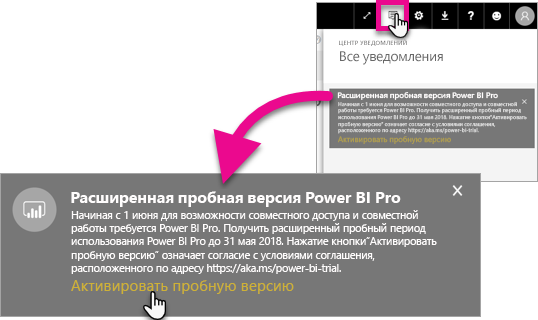 ЦЕНТР УВЕДОМЛЕНИЙ
Все уведомления
Расширенная пробная версия Power BI Pro
Начиная с 1 июня для возможности совместного доступа и совместной
работы требуется Power BI Pro. Получить расширенный пробный период
использования Power BI Pro до 31 мая 2018. Нажатие кнопки"Активировать
пробную версию" означает согласие с условиями соглашения,
расположенного по адресу https://aka.ms/power-bi-trial.
Активировать пробную версию
Расширенная пробная версия Power BI Pro
Начиная с 1 июня для возможности совместного доступа и совместной
работы требуется Power BI Pro. Получить расширенный пробный период
использования Power BI Pro до 31 мая 2018. Нажатие кнопки"Активировать
пробную версию" означает согласие с условиями соглашения,
расположенного по адресу https://aka.ms/power-bi-trial.
Активировать пробную версию